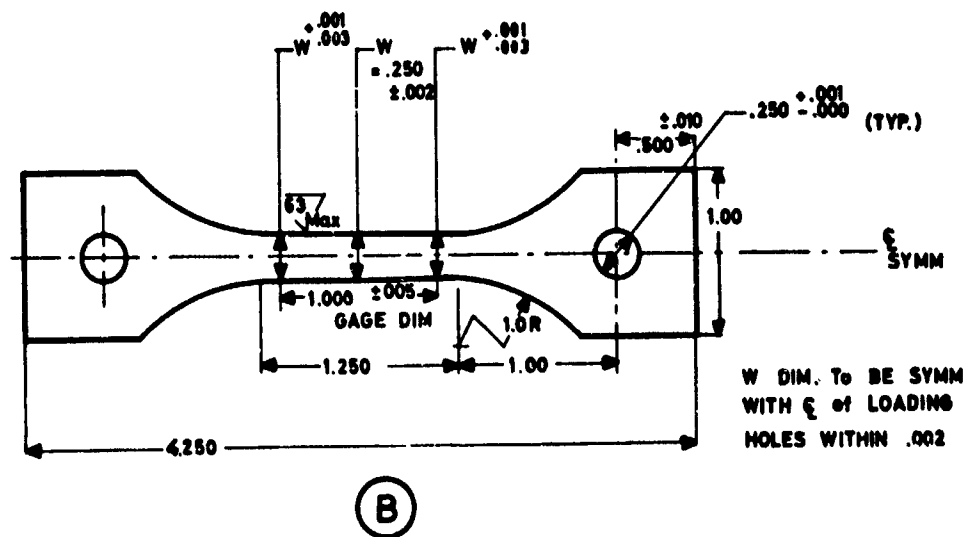 W +.001 .003
W = .250 ±.002
W +.001 .003
.250 +.001 -.000 (TYP.)
±.010
.500
63 Max
1.00
℄
SYMM
1.000 ±.005
GAGE DIM
1.0 R
1.250
1.00
W DIM. To BE SYMM
WITH ℄ of LOADING
HOLES WITHIN .002
4.250
B